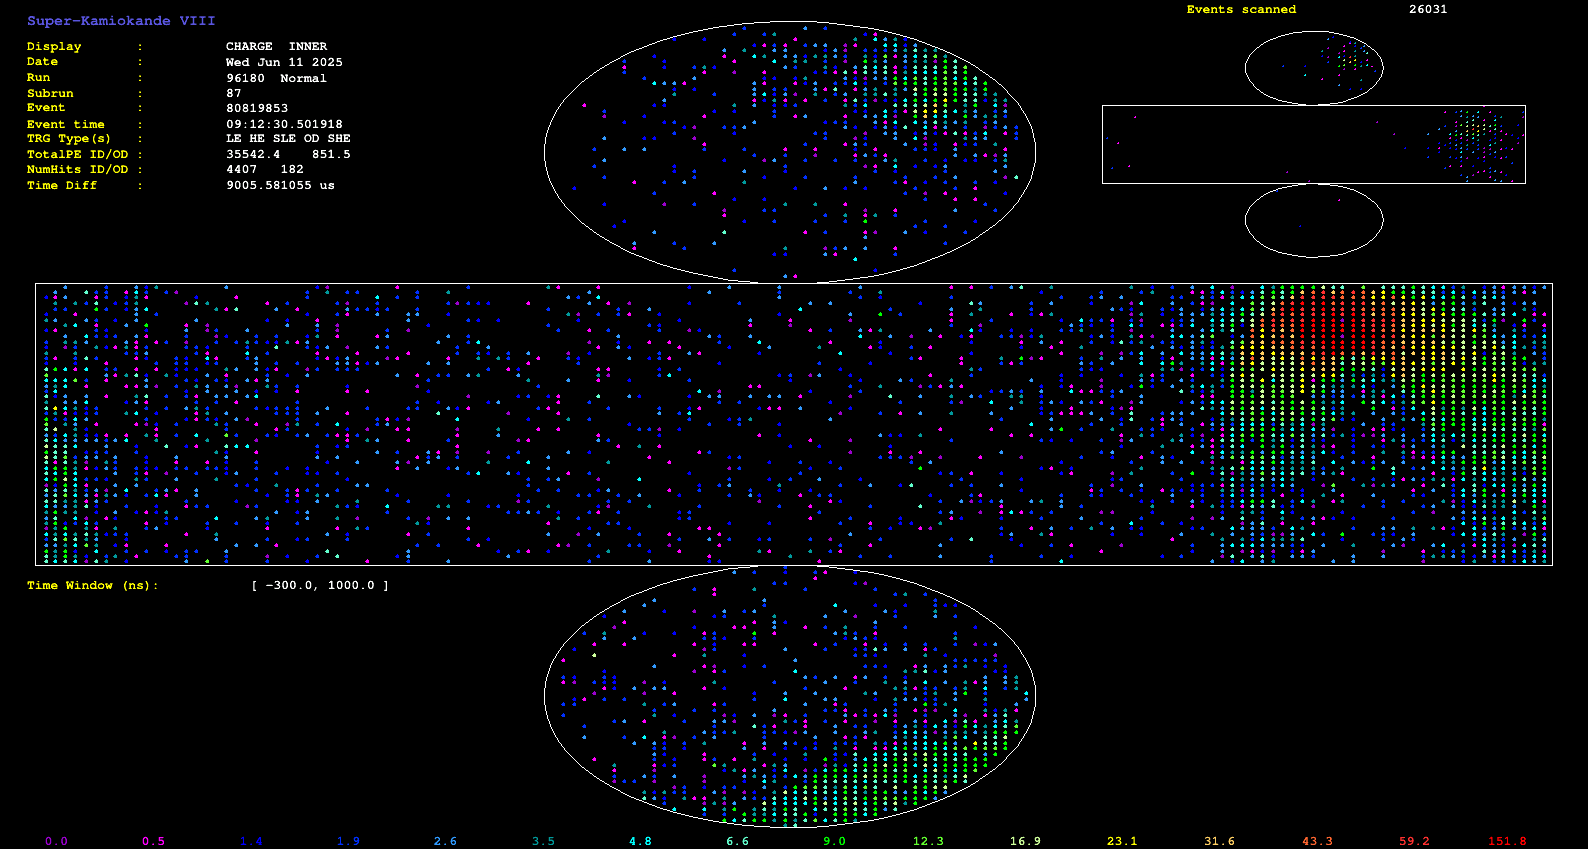 Super-Kamiokande VIII
Events scanned 26031
Display : CHARGE INNER
Date : Wed Jun 11 2025
Run : 96180 Normal
Subrun : 87
Event : 80819853
Event time : 09:12:30.501918
TRG Type(s) : LE HE SLE OD SHE
TotalPE ID/OD : 35542.4 851.5
NumHits ID/OD : 4407 182
Time Diff : 9005.581055 us
Time Window (ns): [ -300.0, 1000.0 ]
0.0 0.5 1.4 1.9 2.6 3.5 4.8 6.6 9.0 12.3 16.9 23.1 31.6 43.3 59.2 151.8